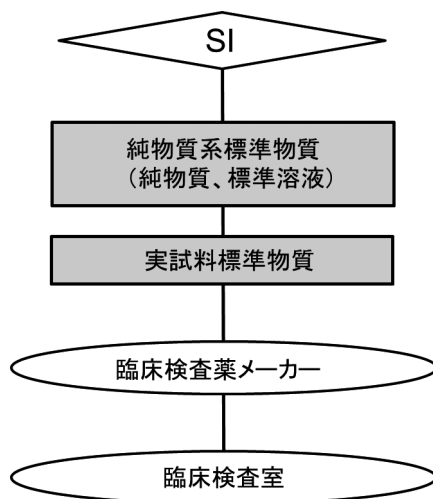 SI
純物質系標準物質
（純物質、標準溶液）
実試料標準物質
臨床検査薬メーカー
臨床検査室